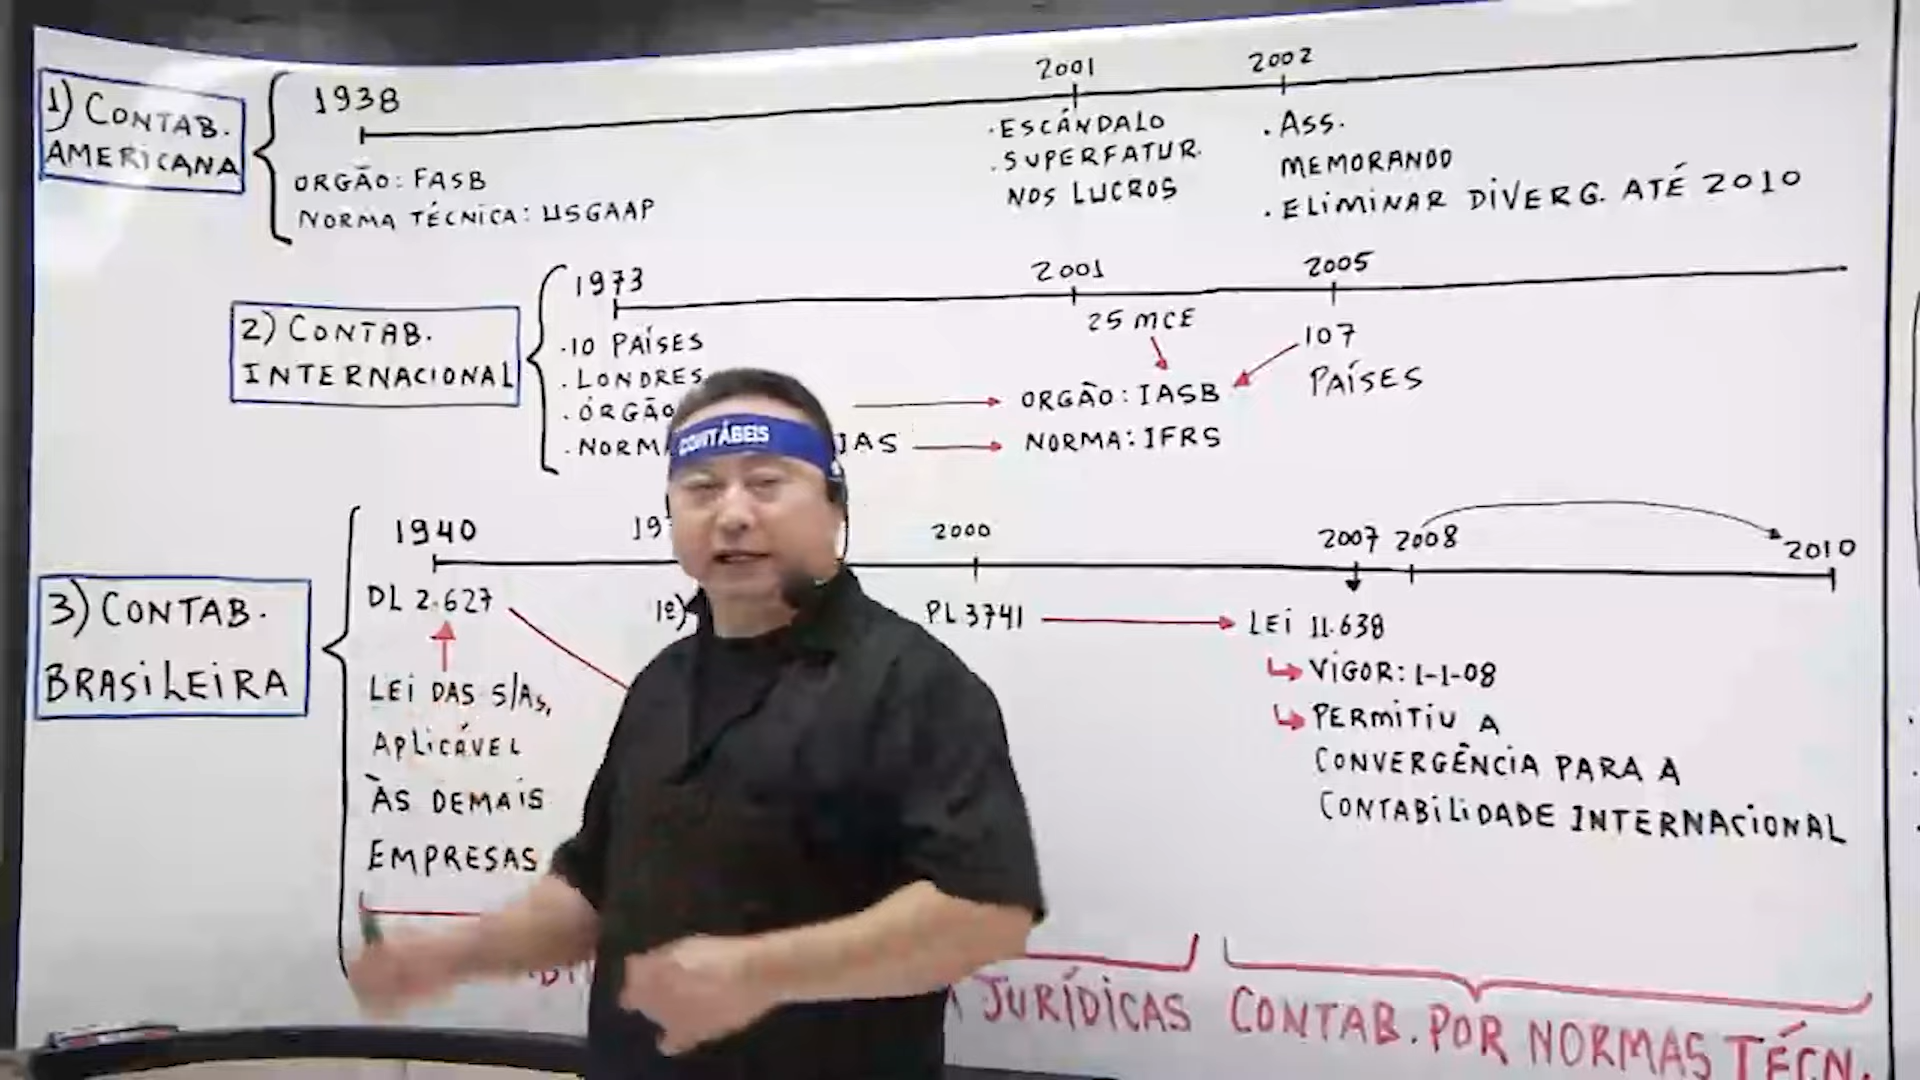 1) CONTAB.
AMERICANA
1938
ORGÃO: FASB
NORMA TÉCNICA: USGAAP
2001
. ESCÁNDALO
. SUPERFATUR.
NOS LUCROS
2002
. ASS.
MEMORANDO
. ELIMINAR DIVERG. ATÉ 2010
2) CONTAB.
INTERNACIONAL
1973
. 10 PAÍSES
. LONDRES
. ÓRGÃO
. NORM
IAS
2001
25 MCE
ORGÃO: IASB
NORMA: IFRS
2005
107
PAÍSES
CONTÁBEIS
3) CONTAB.
BRASILEIRA
1940
DL 2.627
LEI DAS S/As,
APLICÁVEL
ÀS DEMAIS
EMPRESAS
19
1ª)
2000
PL 3741
2007 2008
LEI 11.638
VIGOR: 1-1-08
PERMITIU A
CONVERGÊNCIA PARA A
CONTABILIDADE INTERNACIONAL
2010
JURÍDICAS
CONTAB. POR NORMAS TÉCN.